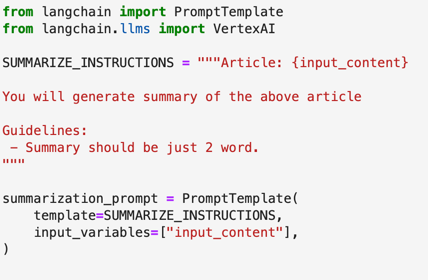 from langchain import PromptTemplate
from langchain.llms import VertexAI

SUMMARIZE_INSTRUCTIONS = """Article: {input_content}

You will generate summary of the above article

Guidelines:
 - Summary should be just 2 word.
"""

summarization_prompt = PromptTemplate(
    template=SUMMARIZE_INSTRUCTIONS,
    input_variables=["input_content"],
)